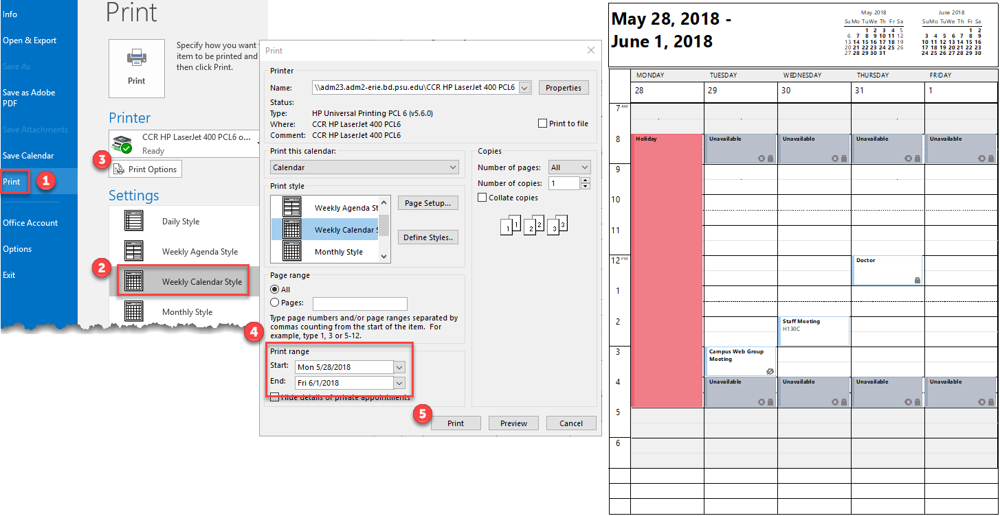 Info
Open & Export
Save As
Save as Adobe
PDF
Save Attachments
Save Calendar
Print
1
Office Account
Options
Exit
Print
Print
Specify how you want
item to be printed and
then click Print.
Printer
CCR HP LaserJet 400 PCL6 o...
Ready
3
Print Options
Settings
Daily Style
Weekly Agenda Style
2
Weekly Calendar Style
Monthly Style
Print
Printer
Name:
\\adm23.adm2-erie.bd.psu.edu\CCR HP LaserJet 400 PCL6
Properties
Status:
Type: HP Universal Printing PCL 6 (v5.6.0)
Where: CCR HP LaserJet 400 PCL6
Comment: CCR HP LaserJet 400 PCL6
Print to file
Print this calendar:
Calendar
Print style
Weekly Agenda St
Weekly Calendar S
Monthly Style
Page Setup...
Define Styles..
Copies
Number of pages: All
Number of copies: 1
Collate copies
1 1 2 2 3 3
Page range
All
Pages:
Type page numbers and/or page ranges separated by
commas counting from the start of the item. For
example, type 1, 3 or 5-12.
4
Print range
Start: Mon 5/28/2018
End: Fri 6/1/2018
Hide details of private appointments
5
Print
Preview
Cancel
May 28, 2018 -
June 1, 2018
May 2018
Su Mo Tu We Th Fr Sa
1 2 3 4 5
6 7 8 9 10 11 12
13 14 15 16 17 18 19
20 21 22 23 24 25 26
27 28 29 30 31
June 2018
Su Mo Tu We Th Fr Sa
1 2
3 4 5 6 7 8 9
10 11 12 13 14 15 16
17 18 19 20 21 22 23
24 25 26 27 28 29 30
MONDAY TUESDAY WEDNESDAY THURSDAY FRIDAY
28 29 30 31 1
7 AM
8
Holiday
Unavailable Unavailable Unavailable Unavailable
9
10
11
12 PM
Doctor
1
2
Staff Meeting
H130C
3
Campus Web Group
Meeting
4
Unavailable Unavailable Unavailable Unavailable
5
6